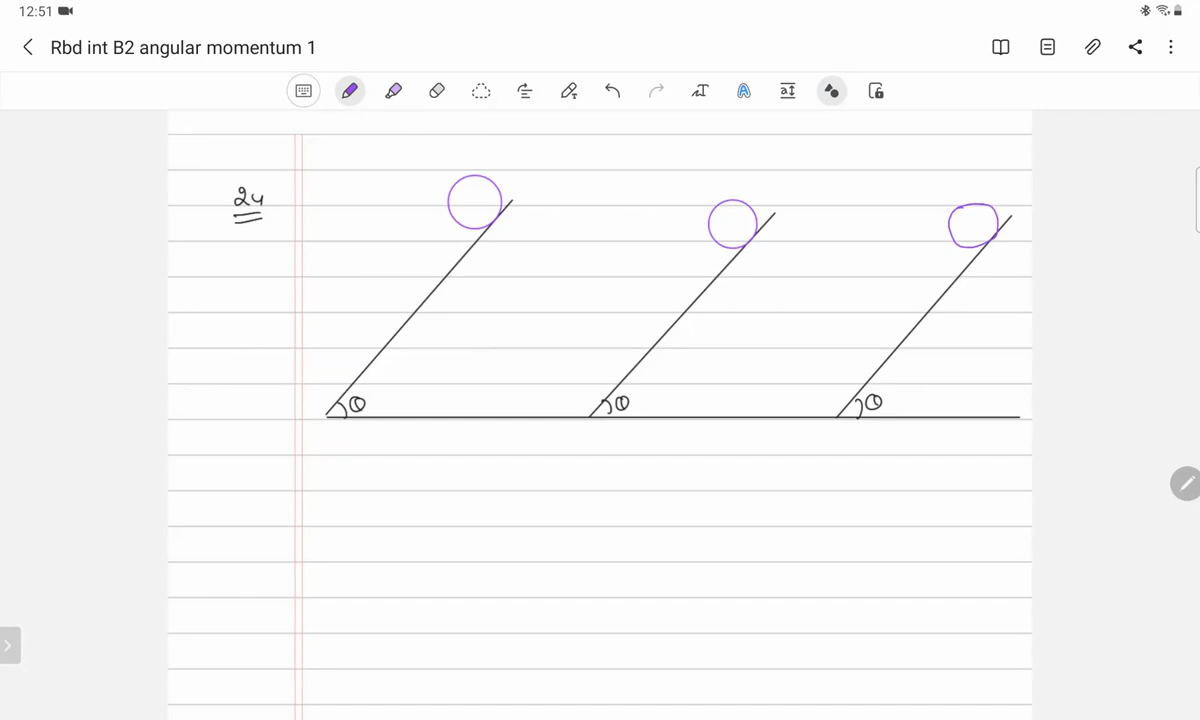 12:51
Rbd int B2 angular momentum 1
24
θ θ θ